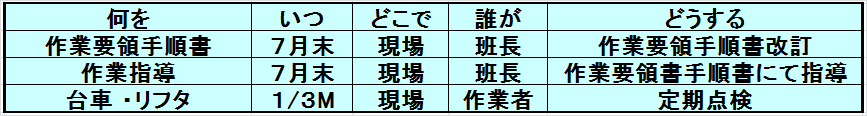 何を いつ どこで 誰が どうする
作業要領手順書 7月末 現場 班長 作業要領手順書改訂
作業指導 7月末 現場 班長 作業要領書手順書にて指導
台車・リフタ 1/3M 現場 作業者 定期点検